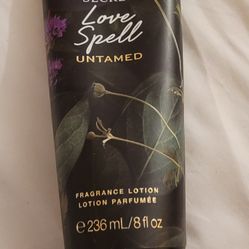 Love
Spell
UNTAMED
FRAGRANCE LOTION
LOTION PARFUMÉE
℮ 236 mL/8 fl oz